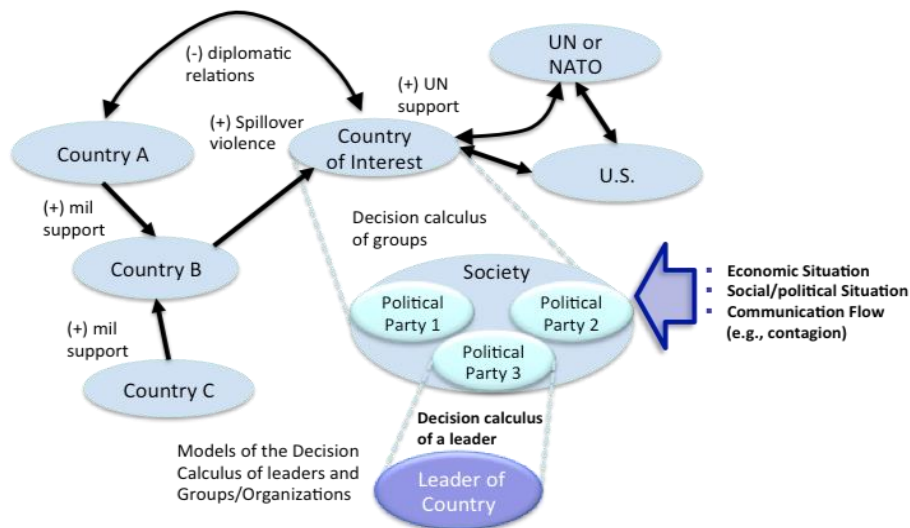 (-) diplomatic
relations
UN or
NATO
(+) UN
support
(+) Spillover
violence
Country
of Interest
Country A
U.S.
(+) mil
support
Decision calculus
of groups
Country B
Society
Political
Party 1
Political
Party 2
Political
Party 3
▪ Economic Situation
▪ Social/political Situation
▪ Communication Flow
(e.g., contagion)
(+) mil
support
Country C
Decision calculus
of a leader
Models of the Decision
Calculus of leaders and
Groups/Organizations
Leader of
Country